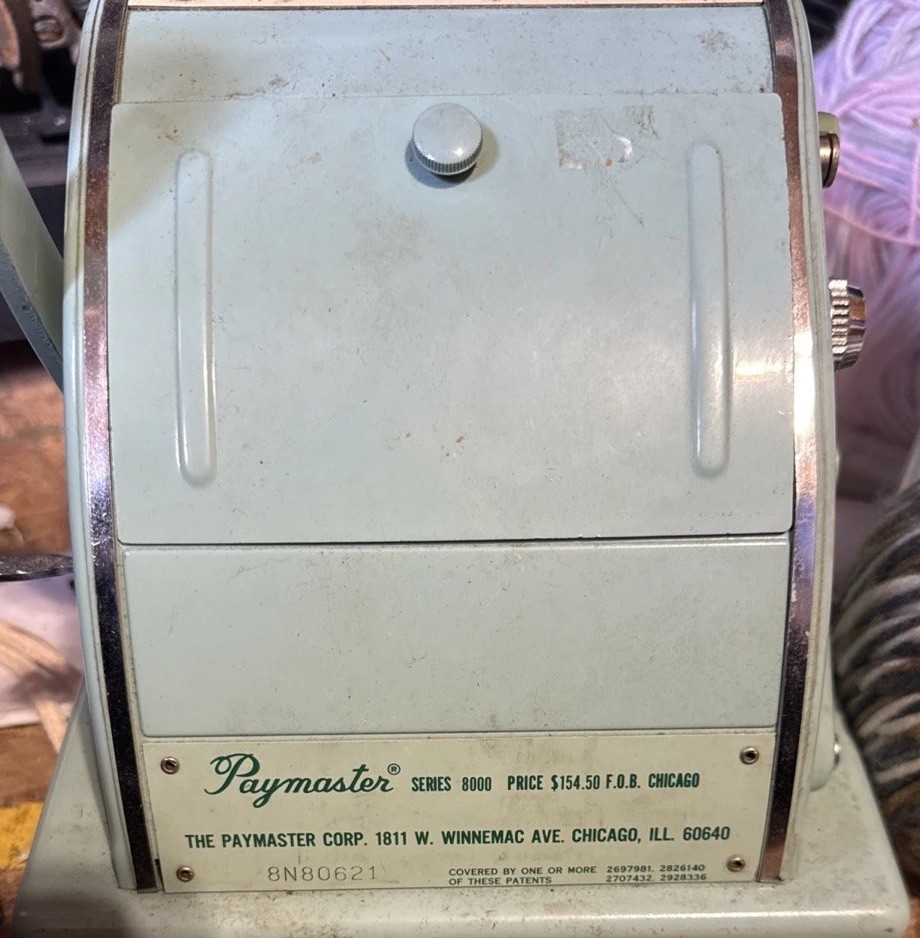 Paymaster® SERIES 8000 PRICE $154.50 F.O.B. CHICAGO
THE PAYMASTER CORP. 1811 W. WINNEMAC AVE. CHICAGO, ILL. 60640
8N80621
COVERED BY ONE OR MORE 2697981. 2826140
OF THESE PATENTS 2707432. 2928336